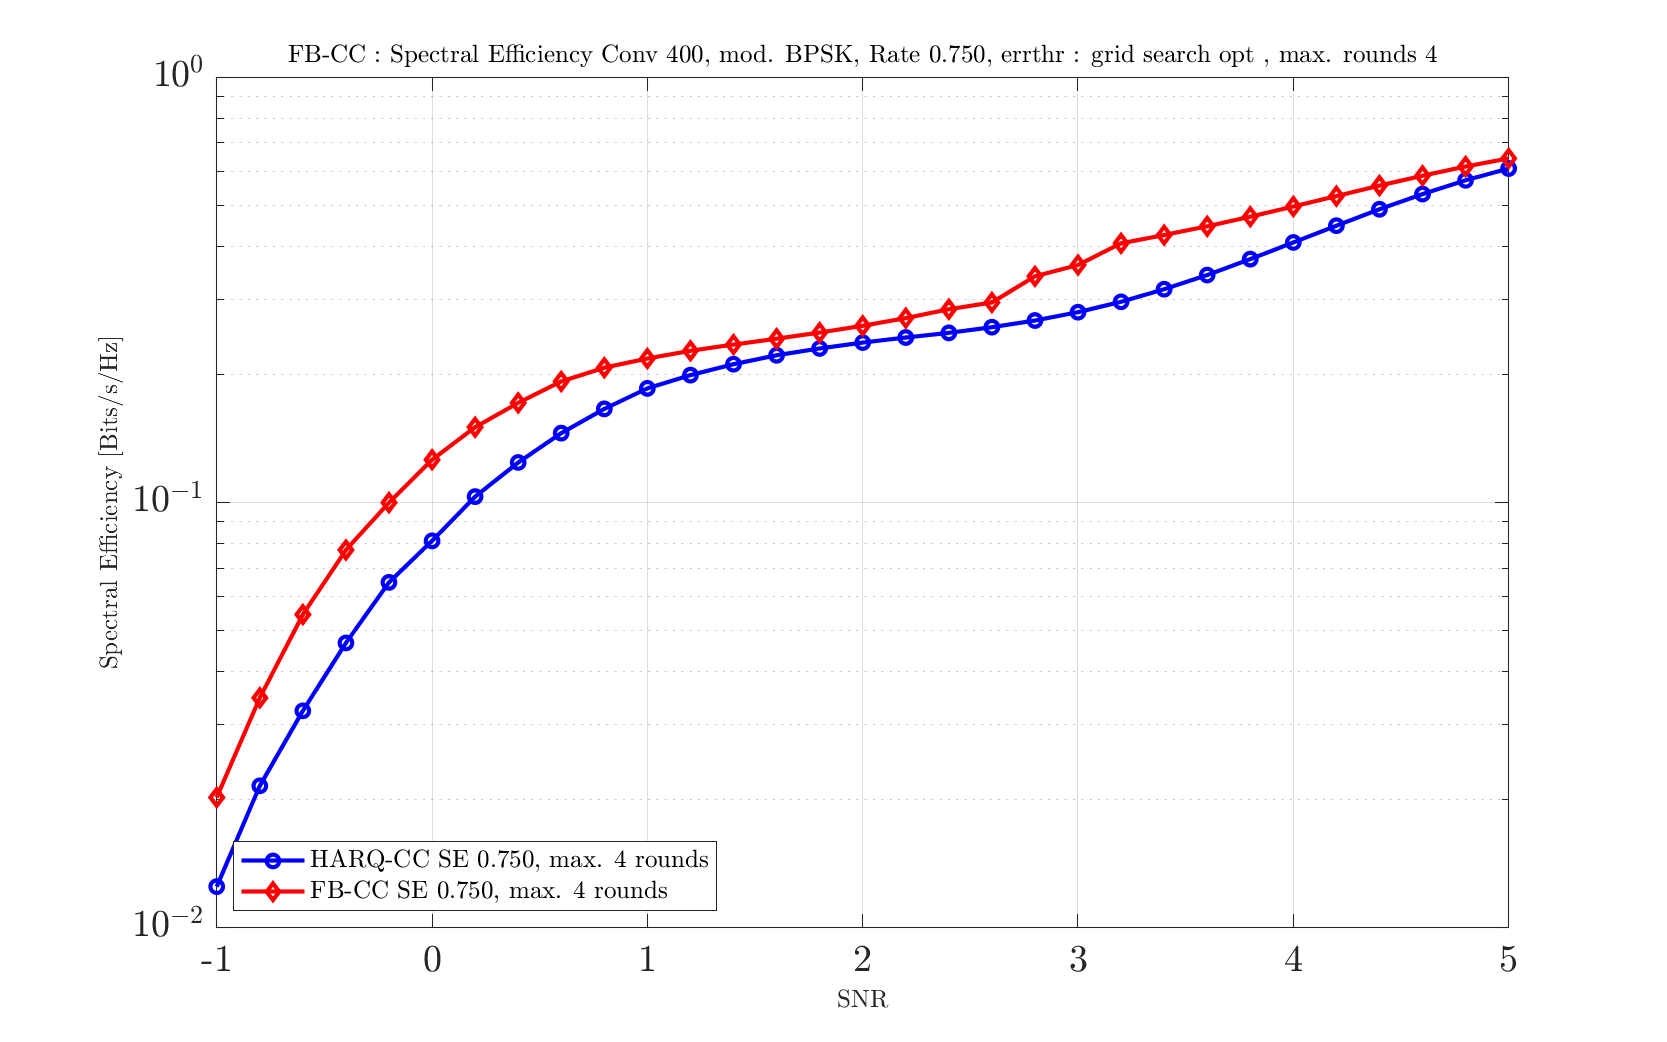 FB-CC : Spectral Efficiency Conv 400, mod. BPSK, Rate 0.750, errthr : grid search opt , max. rounds 4
10^0
10^-1
10^-2
Spectral Efficiency [Bits/s/Hz]
HARQ-CC SE 0.750, max. 4 rounds
FB-CC SE 0.750, max. 4 rounds
-1 0 1 2 3 4 5
SNR